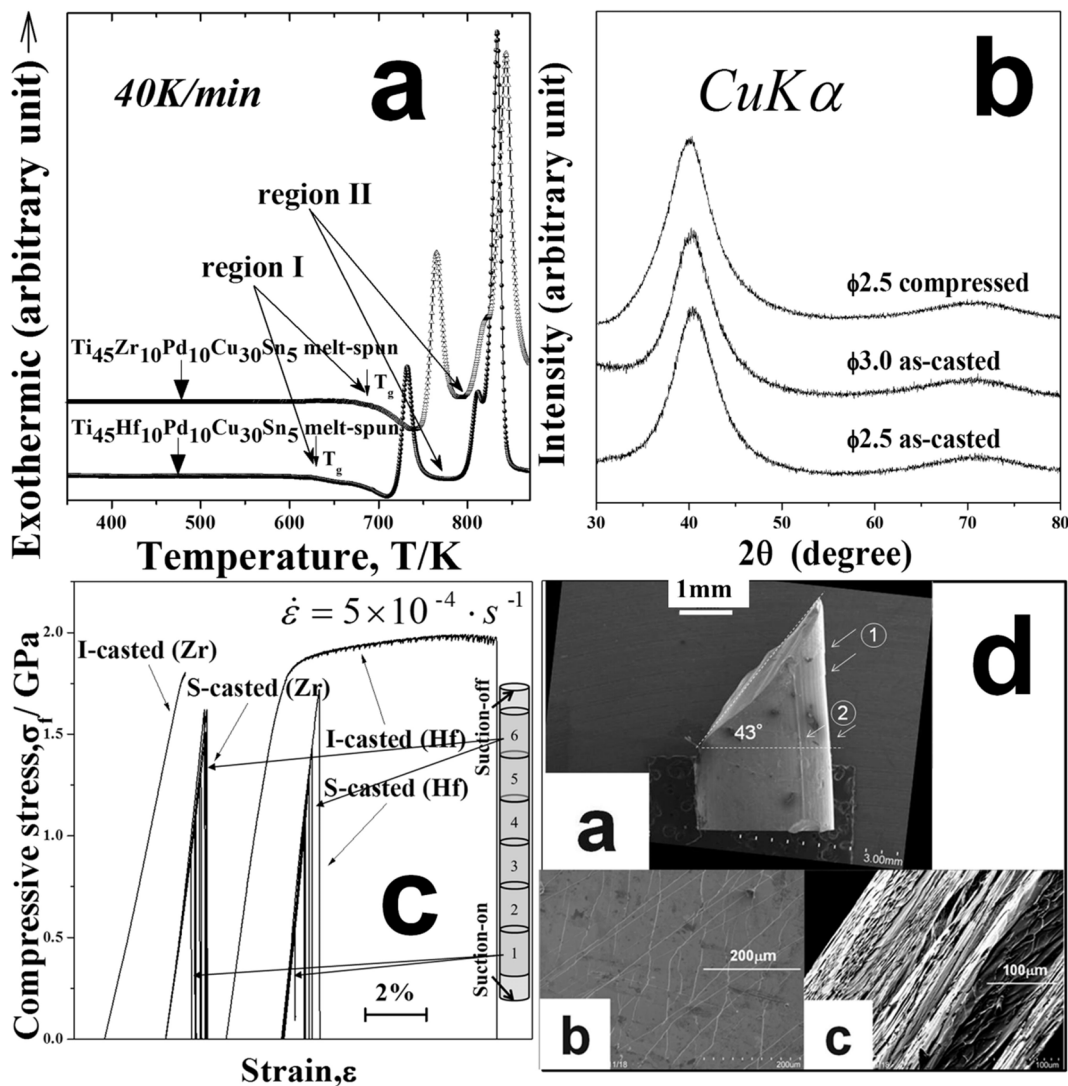 Exothermic (arbitrary unit)
40K/min
a
region II
region I
Ti45Zr10Pd10Cu30Sn5 melt-spun
Tg
Ti45Hf10Pd10Cu30Sn5 melt-spun
Tg
400 500 600 700 800
Temperature, T/K
Intensity (arbitrary unit)
CuKα
b
ϕ2.5 compressed
ϕ3.0 as-casted
ϕ2.5 as-casted
30 40 50 60 70 80
2θ (degree)
Compressive stress,σf/ GPa
2.0
1.5
1.0
0.5
0.0
ε̇ = 5×10⁻⁴ · s⁻¹
I-casted (Zr)
S-casted (Zr)
I-casted (Hf)
S-casted (Hf)
c
2%
Suction-off
6
5
4
3
2
1
Suction-on
Strain,ε
1mm
d
①
②
43°
a
3.00mm
200μm
b
1/18
200um
100μm
c
100um